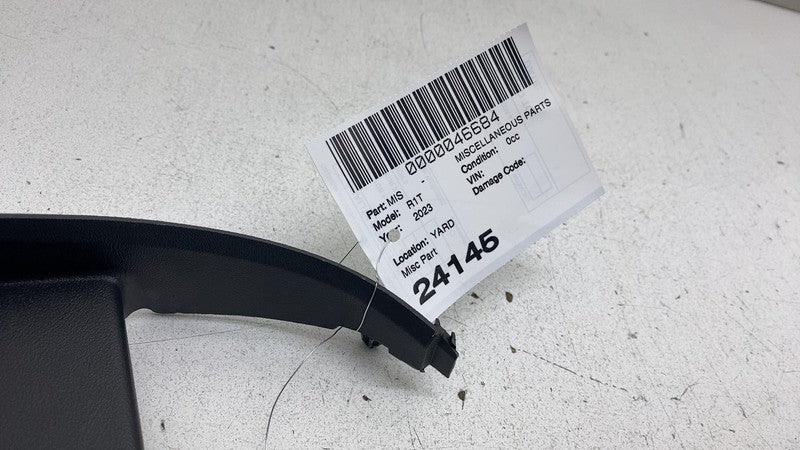 0000046684
Part: MIS - MISCELLANEOUS PARTS
Model: R1T Condition: 0cc
Year: 2023 VIN:
Damage Code:
Location: YARD
Misc Part
24145